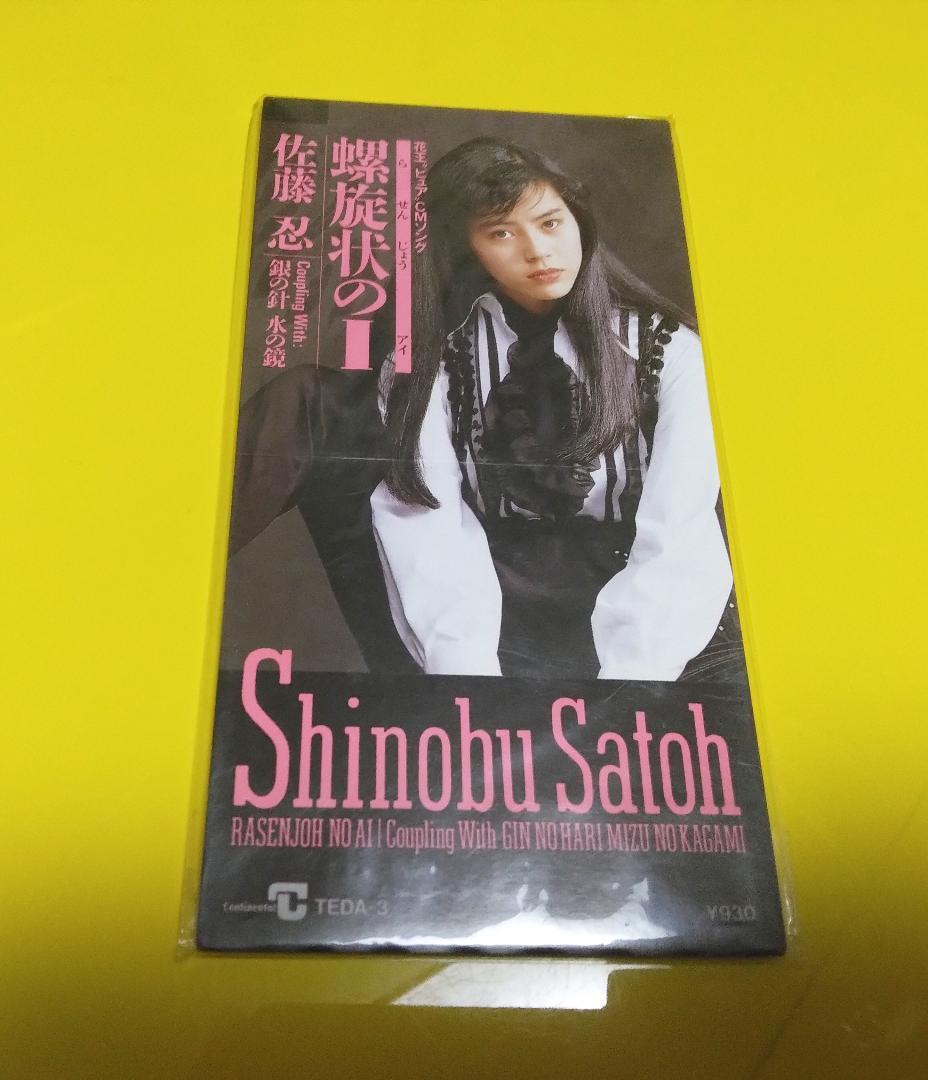 花王"ピュア"CMソング
ら せん じょう アイ
螺旋状のI
佐藤 忍
Coupling With:
銀の針 水の鏡
Shinobu Satoh
RASENJOH NO AI | Coupling With GIN NO HARI MIZU NO KAGAMI
Continental TEDA-3
¥930